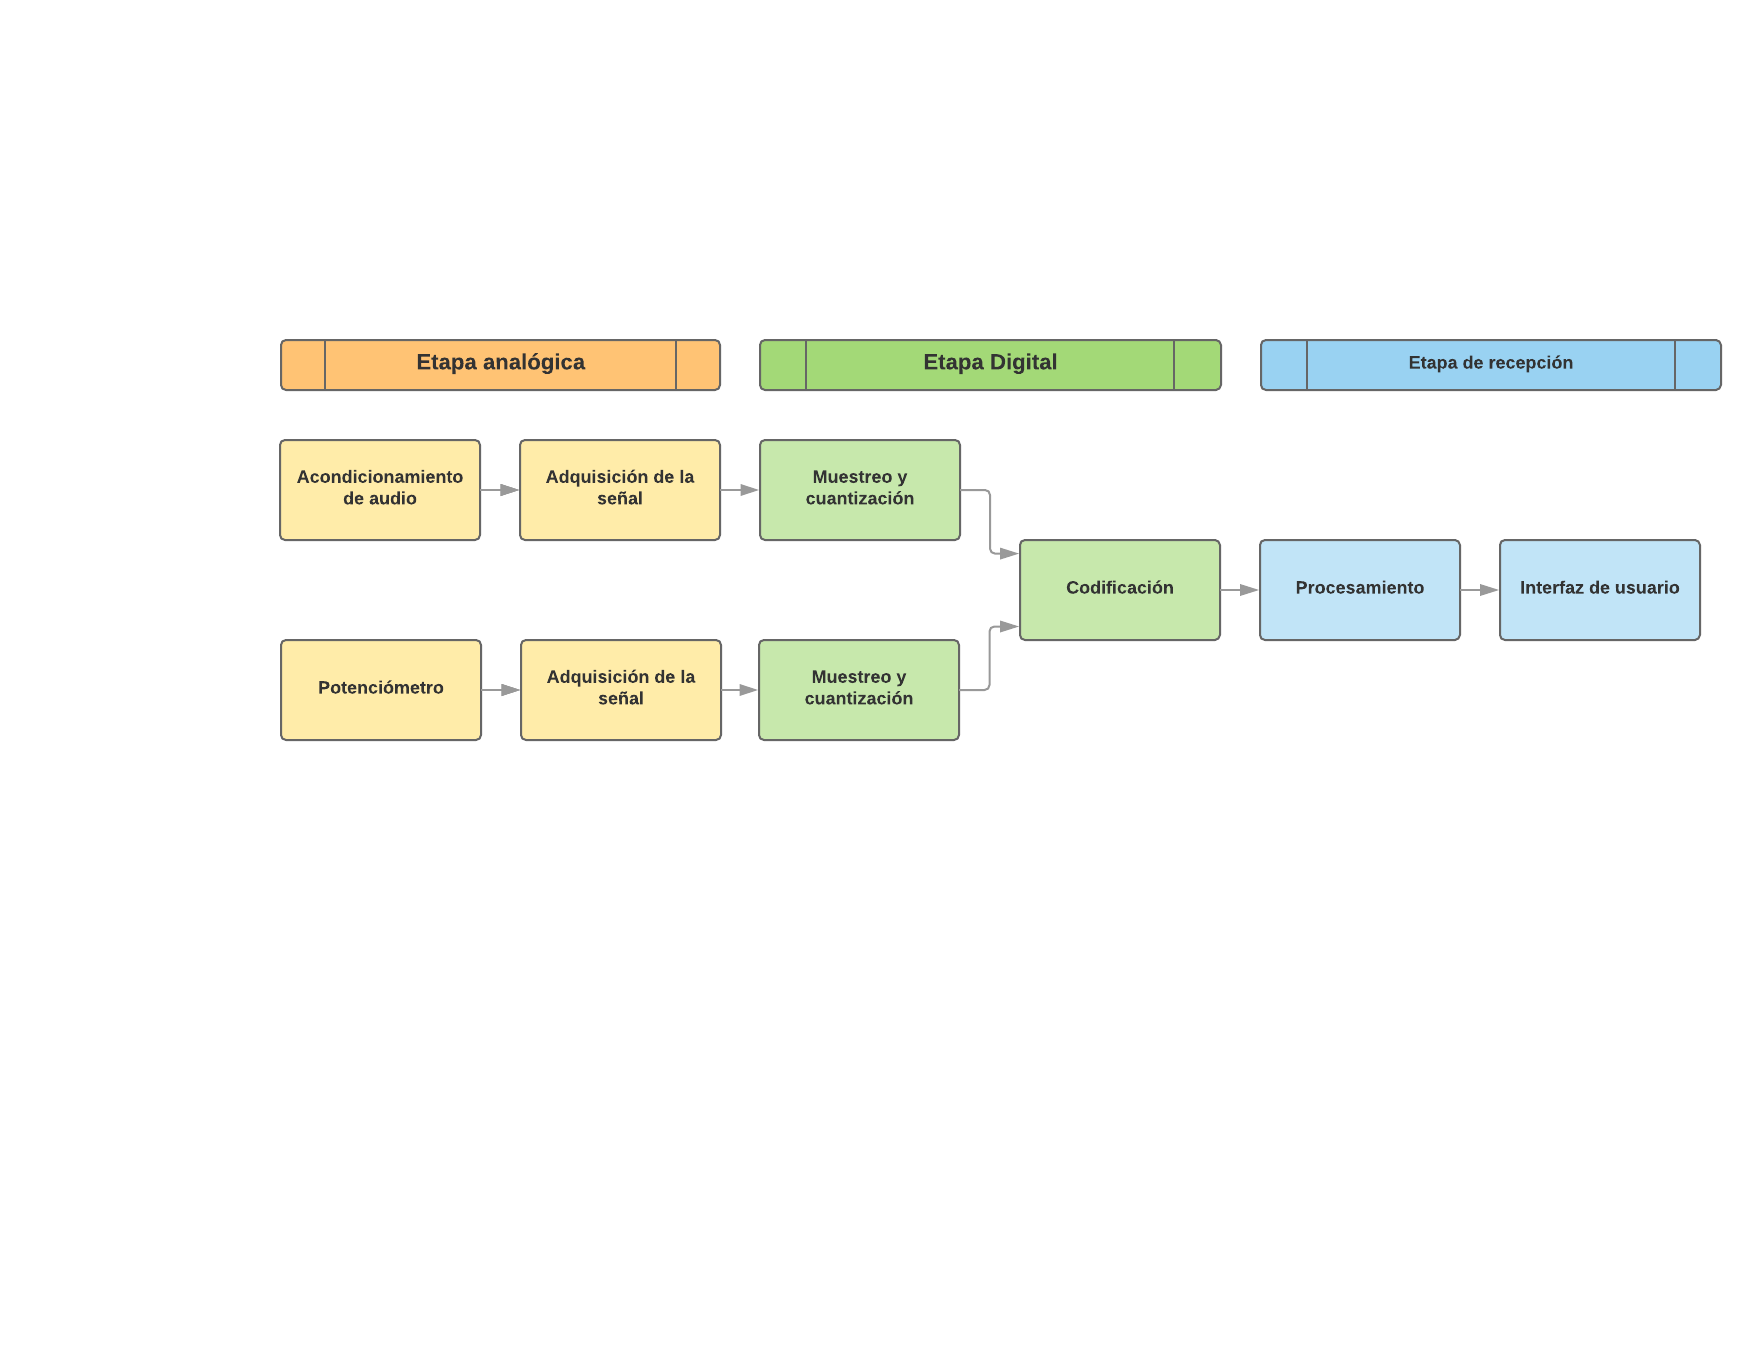 Etapa analógica
Etapa Digital
Etapa de recepción
Acondicionamiento
de audio
Adquisición de la
señal
Muestreo y
cuantización
Codificación
Procesamiento
Interfaz de usuario
Potenciómetro
Adquisición de la
señal
Muestreo y
cuantización